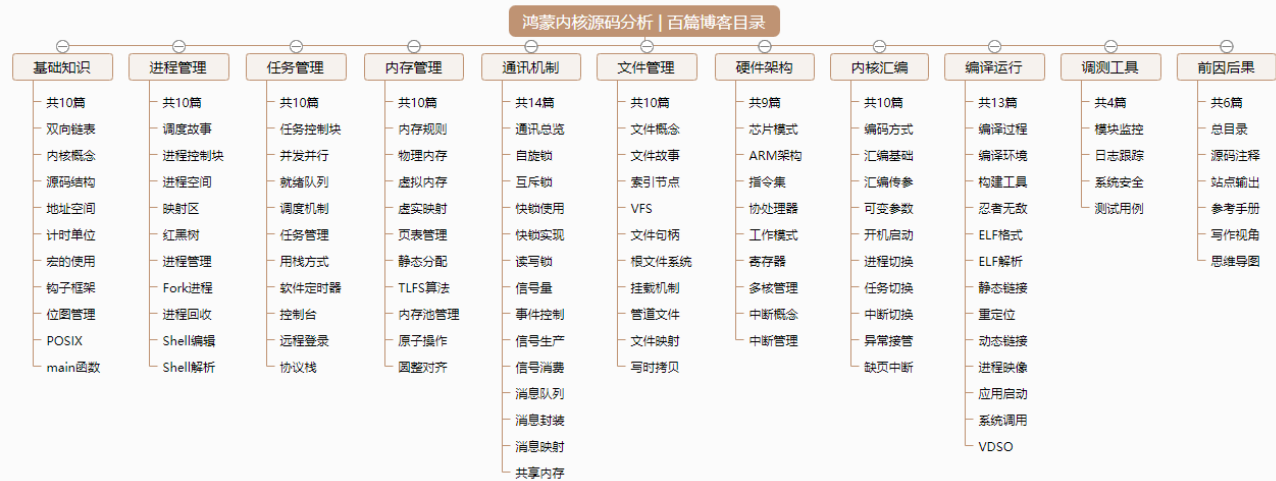 鸿蒙内核源码分析 | 百篇博客目录
基础知识
共10篇
双向链表
内核概念
源码结构
地址空间
计时单位
宏的使用
钩子框架
位图管理
POSIX
main函数
进程管理
共10篇
调度故事
进程控制块
进程空间
映射区
红黑树
进程管理
Fork进程
进程回收
Shell编辑
Shell解析
任务管理
共10篇
任务控制块
并发并行
就绪队列
调度机制
任务管理
用栈方式
软件定时器
控制台
远程登录
协议栈
内存管理
共10篇
内存规则
物理内存
虚拟内存
虚实映射
页表管理
静态分配
TLFS算法
内存池管理
原子操作
圆整对齐
通讯机制
共14篇
通讯总览
自旋锁
互斥锁
快锁使用
快锁实现
读写锁
信号量
事件控制
信号生产
信号消费
消息队列
消息封装
消息映射
共享内存
文件管理
共10篇
文件概念
文件故事
索引节点
VFS
文件句柄
根文件系统
挂载机制
管道文件
文件映射
写时拷贝
硬件架构
共9篇
芯片模式
ARM架构
指令集
协处理器
工作模式
寄存器
多核管理
中断概念
中断管理
内核汇编
共10篇
编码方式
汇编基础
汇编传参
可变参数
开机启动
进程切换
任务切换
中断切换
异常接管
缺页中断
编译运行
共13篇
编译过程
编译环境
构建工具
忍者无敌
ELF格式
ELF解析
静态链接
重定位
动态链接
进程映像
应用启动
系统调用
VDSO
调测工具
共4篇
模块监控
日志跟踪
系统安全
测试用例
前因后果
共6篇
总目录
源码注释
站点输出
参考手册
写作视角
思维导图